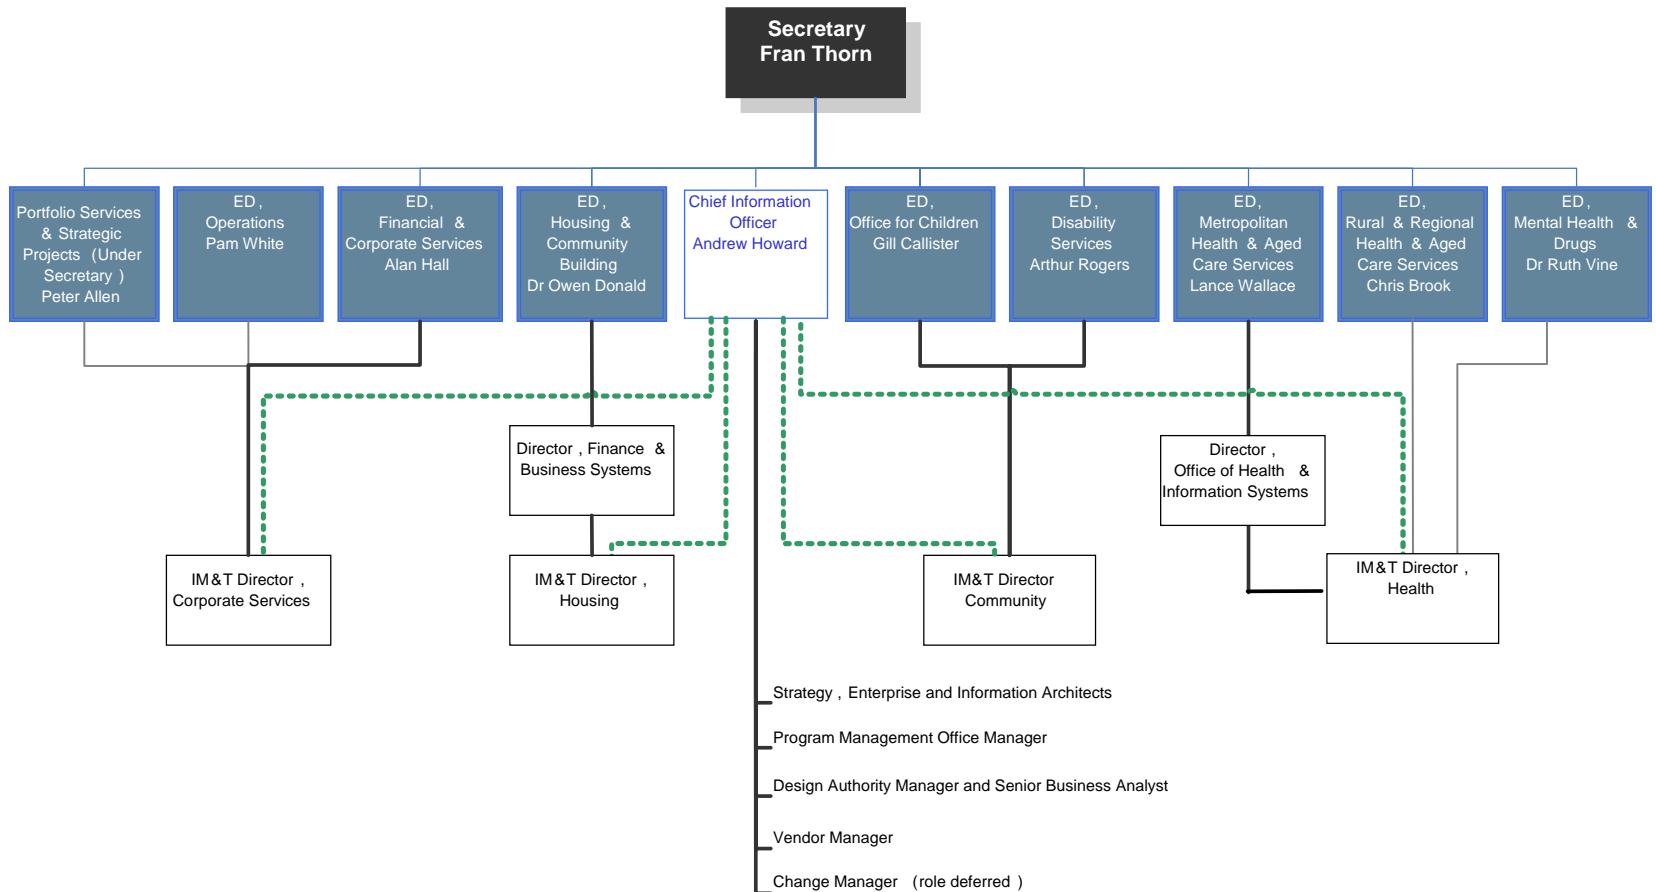 Secretary
Fran Thorn
Portfolio Services
& Strategic
Projects (Under
Secretary )
Peter Allen
ED,
Operations
Pam White
ED,
Financial &
Corporate Services
Alan Hall
ED,
Housing &
Community
Building
Dr Owen Donald
Chief Information
Officer
Andrew Howard
ED,
Office for Children
Gill Callister
ED,
Disability
Services
Arthur Rogers
ED,
Metropolitan
Health & Aged
Care Services
Lance Wallace
ED,
Rural & Regional
Health & Aged
Care Services
Chris Brook
ED,
Mental Health &
Drugs
Dr Ruth Vine
Director , Finance &
Business Systems
Director ,
Office of Health &
Information Systems
IM&T Director ,
Corporate Services
IM&T Director ,
Housing
IM&T Director
Community
IM&T Director ,
Health
Strategy , Enterprise and Information Architects
Program Management Office Manager
Design Authority Manager and Senior Business Analyst
Vendor Manager
Change Manager (role deferred )